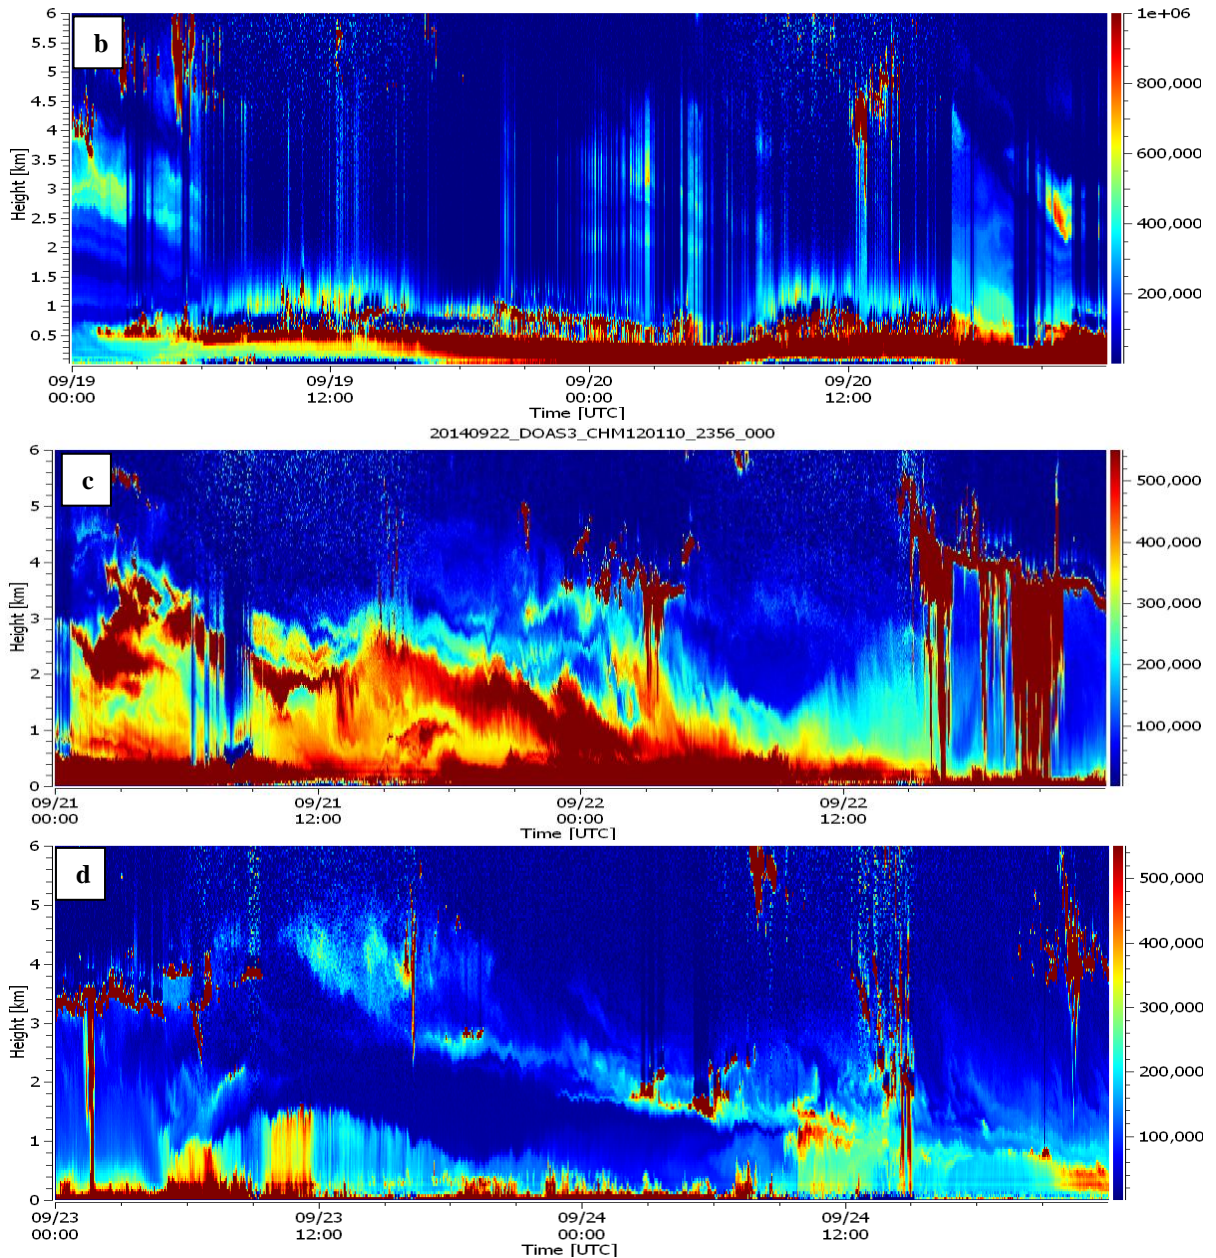 b
6
5.5
5
4.5
4
3.5
3
2.5
2
1.5
1
0.5
Height [km]
1e+06
800,000
600,000
400,000
200,000
09/19 09/19 09/20 09/20
00:00 12:00 00:00 12:00
Time [UTC]
20140922_DOAS3_CHM120110_2356_000
c
6
5
4
3
2
1
0
Height [km]
500,000
400,000
300,000
200,000
100,000
09/21 09/21 09/22 09/22
00:00 12:00 00:00 12:00
Time [UTC]
d
6
5
4
3
2
1
0
Height [km]
500,000
400,000
300,000
200,000
100,000
09/23 09/23 09/24 09/24
00:00 12:00 00:00 12:00
Time [UTC]